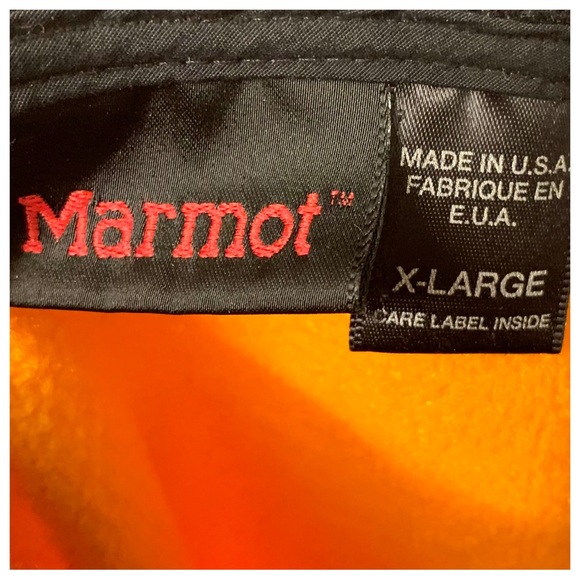 Marmot™
MADE IN U.S.A.
FABRIQUE EN
E.U.A.
X-LARGE
CARE LABEL INSIDE